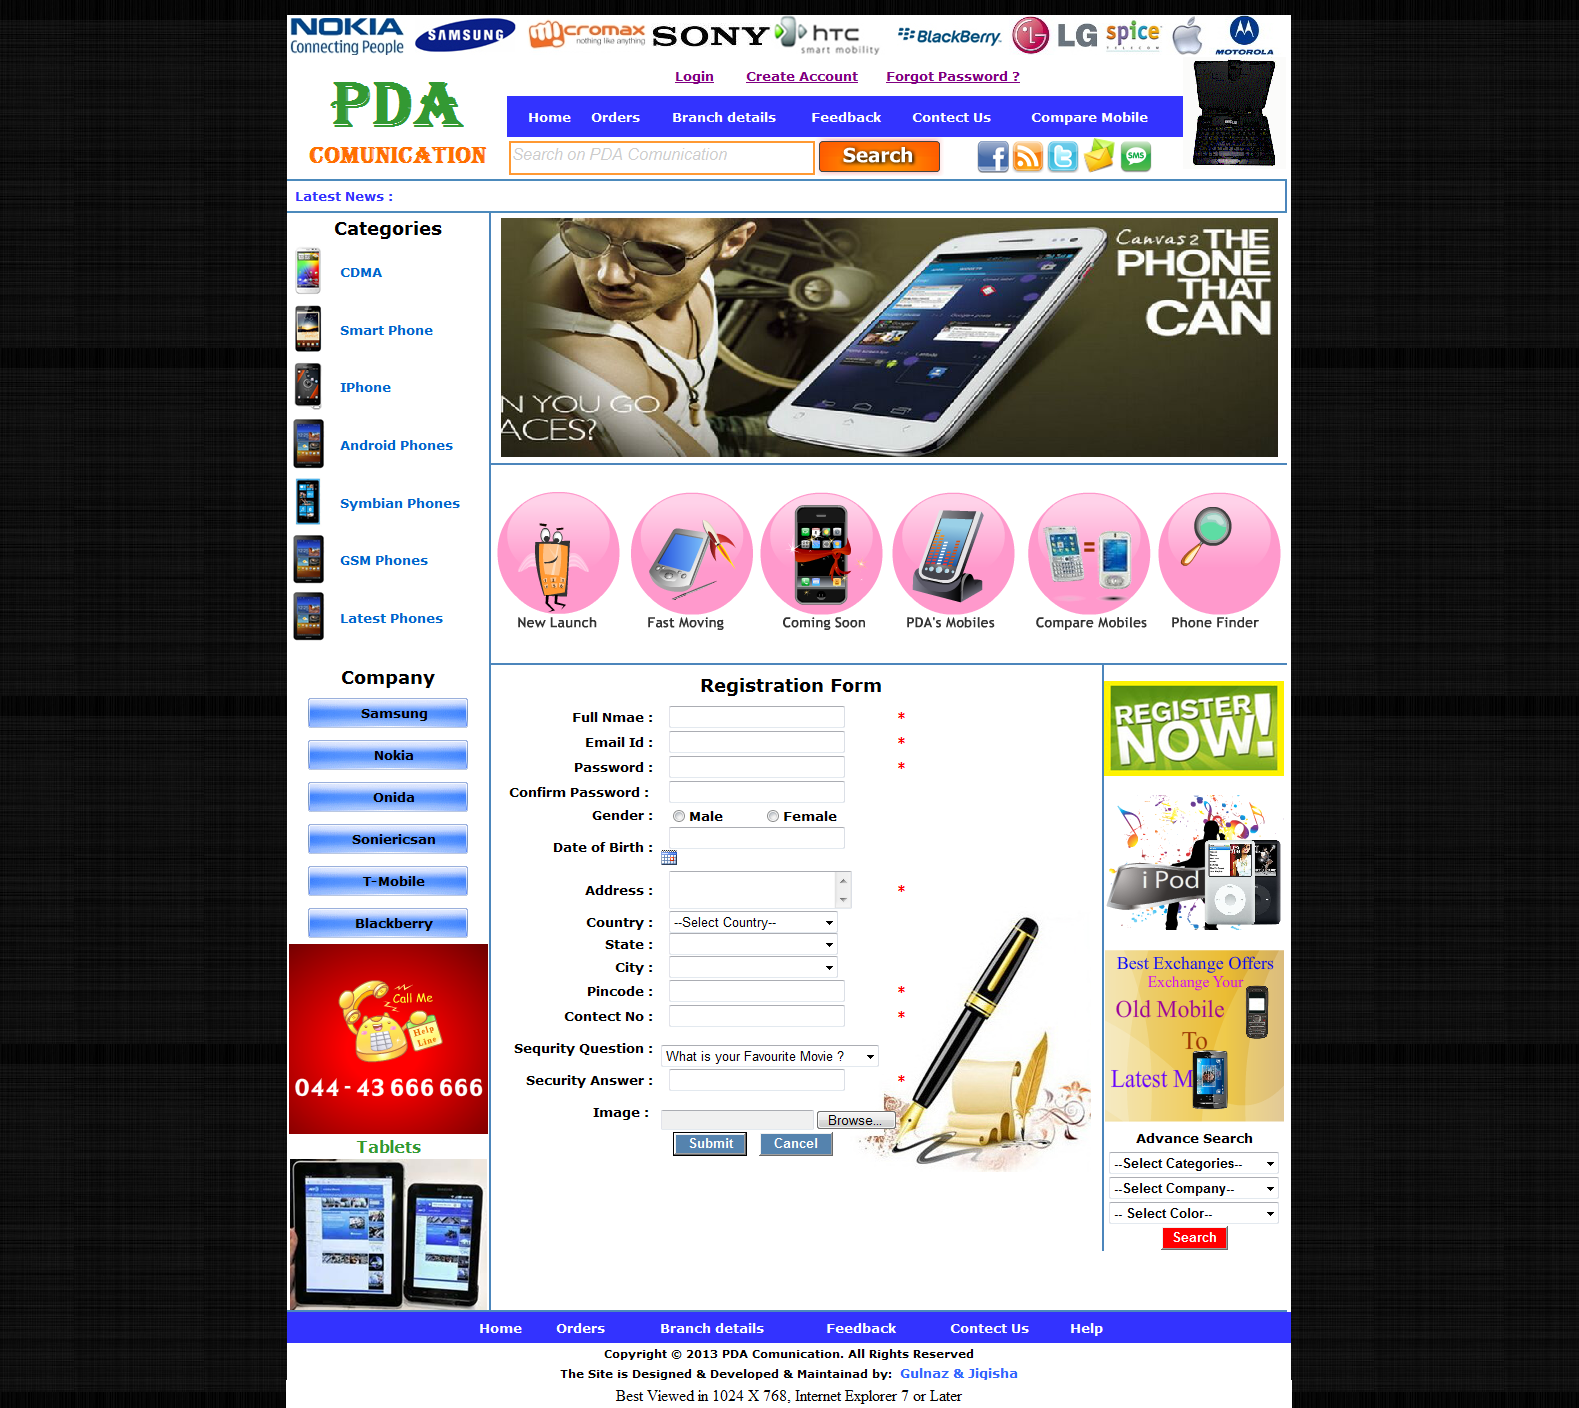 NOKIA
Connecting People
SAMSUNG
micromax
nothing like anything
SONY
hTC
smart mobility
BlackBerry
LG
spice
TELECOM
MOTOROLA
Login Create Account Forgot Password ?
PDA
COMUNICATION
Home Orders Branch details Feedback Contect Us Compare Mobile
Search on PDA Comunication Search
SMS
Latest News :
Categories
CDMA
Smart Phone
IPhone
Android Phones
Symbian Phones
GSM Phones
Latest Phones
Canvas 2 THE
PHONE
THAT
CAN
N YOU GO
ACES?
New Launch Fast Moving Coming Soon PDA's Mobiles Compare Mobiles Phone Finder
Company
Samsung
Nokia
Onida
Soniericsan
T-Mobile
Blackberry
Call Me
Help
Line
044 - 43 666 666
Tablets
Registration Form
Full Nmae : *
Email Id : *
Password : *
Confirm Password :
Gender : Male Female
Date of Birth :
Address : *
Country : --Select Country--
State :
City :
Pincode : *
Contect No : *
Sequrity Question : What is your Favourite Movie ?
Security Answer : *
Image : Browse...
Submit Cancel
REGISTER
NOW!
i Pod
Best Exchange Offers
Exchange Your
Old Mobile
To
Latest M
Advance Search
--Select Categories--
--Select Company--
-- Select Color--
Search
Home Orders Branch details Feedback Contect Us Help
Copyright © 2013 PDA Comunication. All Rights Reserved
The Site is Designed & Developed & Maintainad by: Gulnaz & Jigisha
Best Viewed in 1024 X 768, Internet Explorer 7 or Later